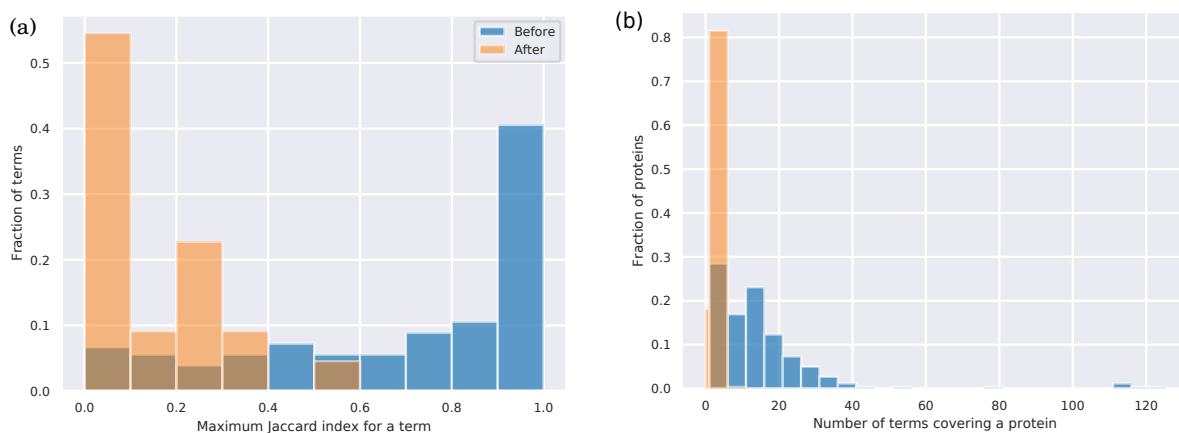 (a)
Before
After
0.5
0.4
0.3
0.2
0.1
0.0
Fraction of terms
0.0 0.2 0.4 0.6 0.8 1.0
Maximum Jaccard index for a term
(b)
0.8
0.7
0.6
0.5
0.4
0.3
0.2
0.1
0.0
Fraction of proteins
0 20 40 60 80 100 120
Number of terms covering a protein